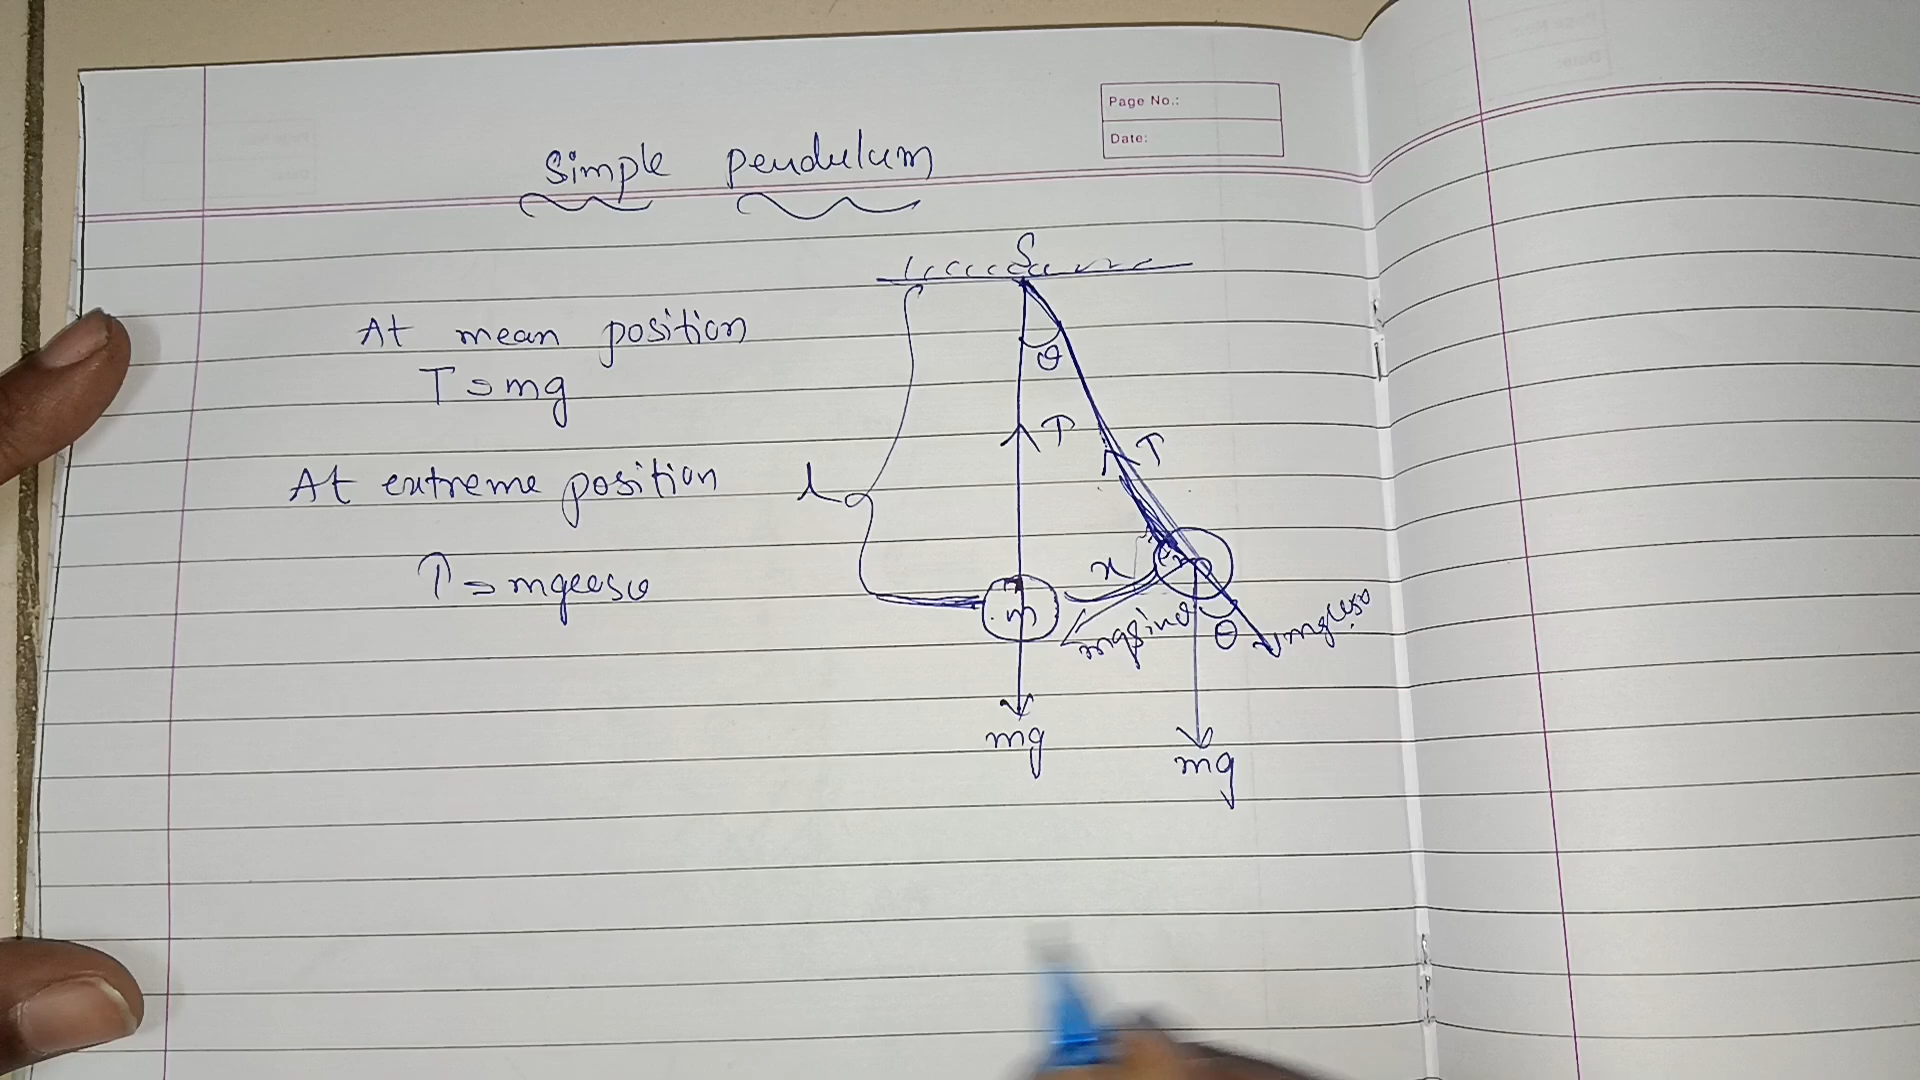 Page No.:
Date:
Simple pendulum
S
At mean position
θ
T = mg
T
T
At extreme position
l
x
T = mgcosθ
m
mgsinθ
θ
mgcosθ
mg
mg